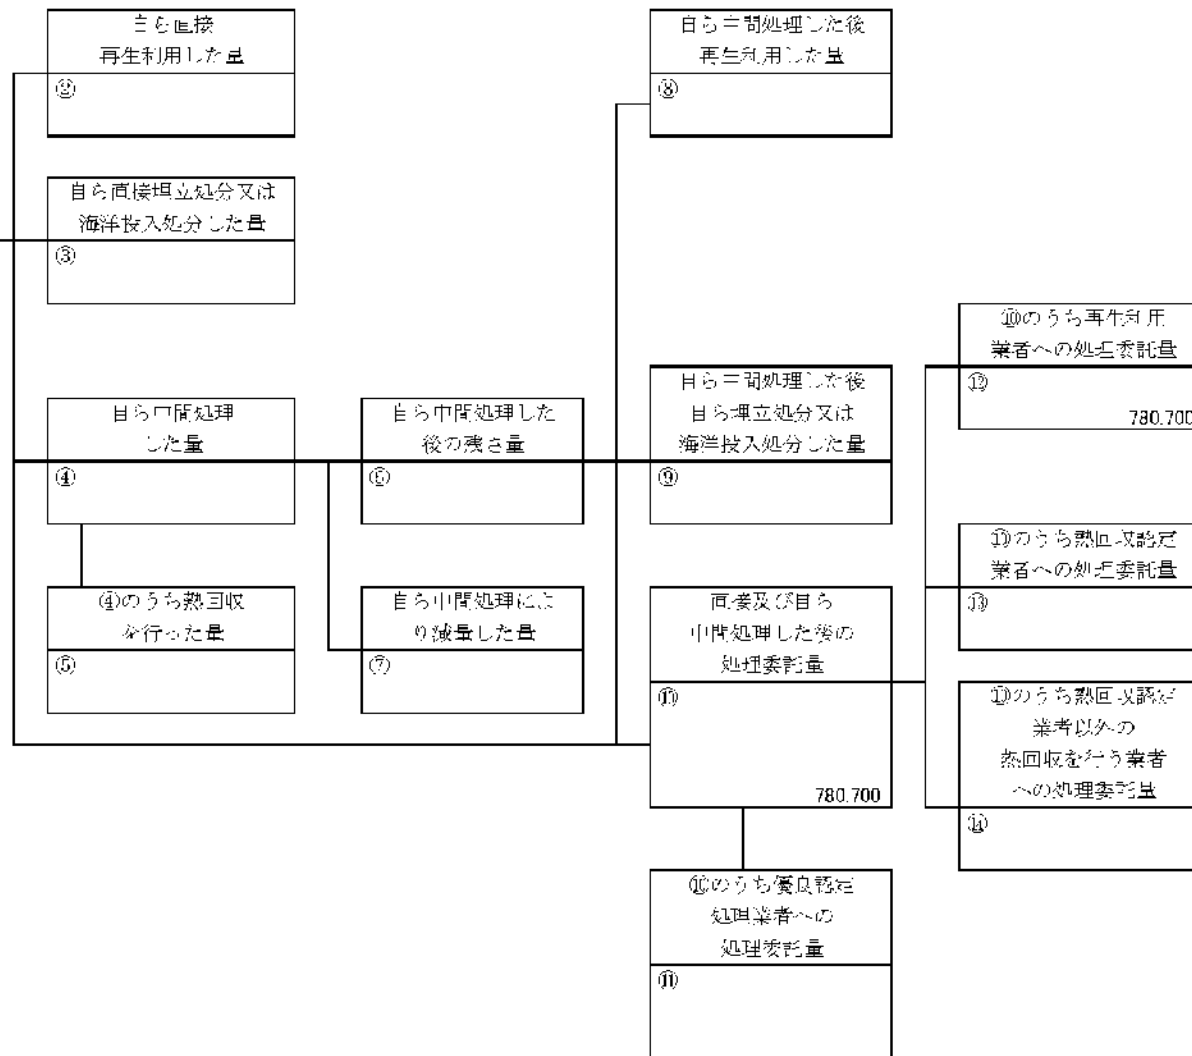 自ら直接
再生利用した量
②
自ら中間処理した後
再生利用した量
⑧
自ら直接埋立処分又は
海洋投入処分した量
③
⑩のうち再生利用
業者への処理委託量
⑫
780.700
自ら中間処理
した量
④
自ら中間処理した
後の残さ量
⑥
自ら中間処理した後
自ら埋立処分又は
海洋投入処分した量
⑨
⑩のうち熱回収認定
業者への処理委託量
⑬
④のうち熱回収
を行った量
⑤
自ら中間処理によ
り減量した量
⑦
直接及び自ら
中間処理した後の
処理委託量
⑩
780.700
⑩のうち熱回収認定
業者以外の
熱回収を行う業者
への処理委託量
⑭
⑩のうち優良認定
処理業者への
処理委託量
⑪